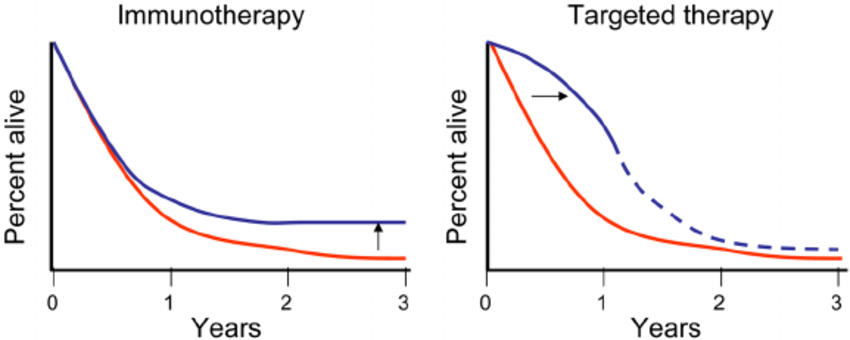 Immunotherapy
Percent alive
0 1 2 3
Years
Targeted therapy
Percent alive
0 1 2 3
Years